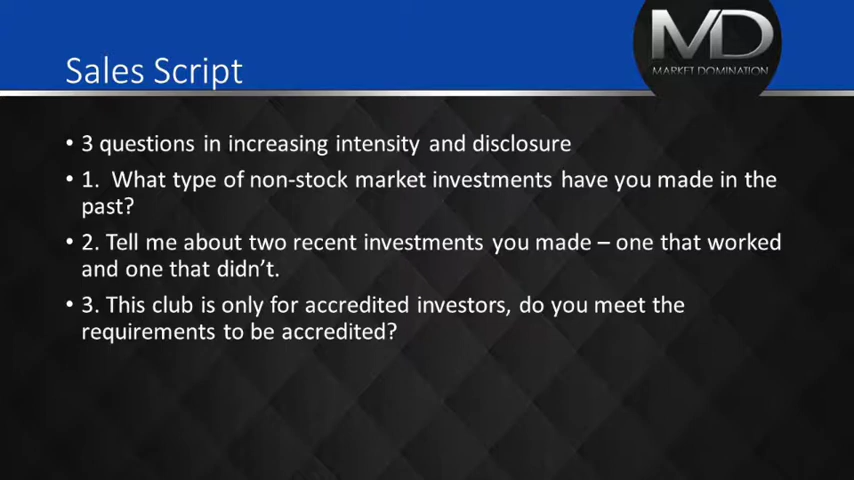 MD
MARKET DOMINATION
Sales Script
• 3 questions in increasing intensity and disclosure
• 1. What type of non-stock market investments have you made in the
past?
• 2. Tell me about two recent investments you made – one that worked
and one that didn't.
• 3. This club is only for accredited investors, do you meet the
requirements to be accredited?